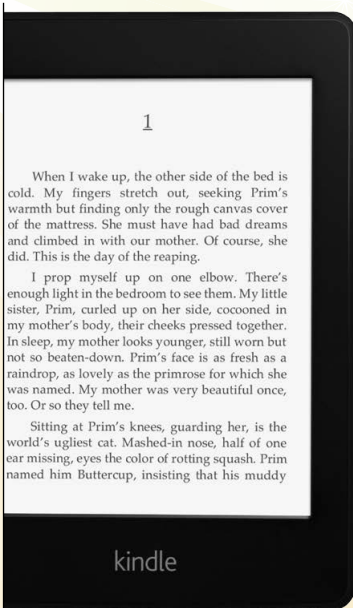 1
When I wake up, the other side of the bed is
cold. My fingers stretch out, seeking Prim's
warmth but finding only the rough canvas cover
of the mattress. She must have had bad dreams
and climbed in with our mother. Of course, she
did. This is the day of the reaping.
I prop myself up on one elbow. There's
enough light in the bedroom to see them. My little
sister, Prim, curled up on her side, cocooned in
my mother's body, their cheeks pressed together.
In sleep, my mother looks younger, still worn but
not so beaten-down. Prim's face is as fresh as a
raindrop, as lovely as the primrose for which she
was named. My mother was very beautiful once,
too. Or so they tell me.
Sitting at Prim's knees, guarding her, is the
world's ugliest cat. Mashed-in nose, half of one
ear missing, eyes the color of rotting squash. Prim
named him Buttercup, insisting that his muddy
kindle